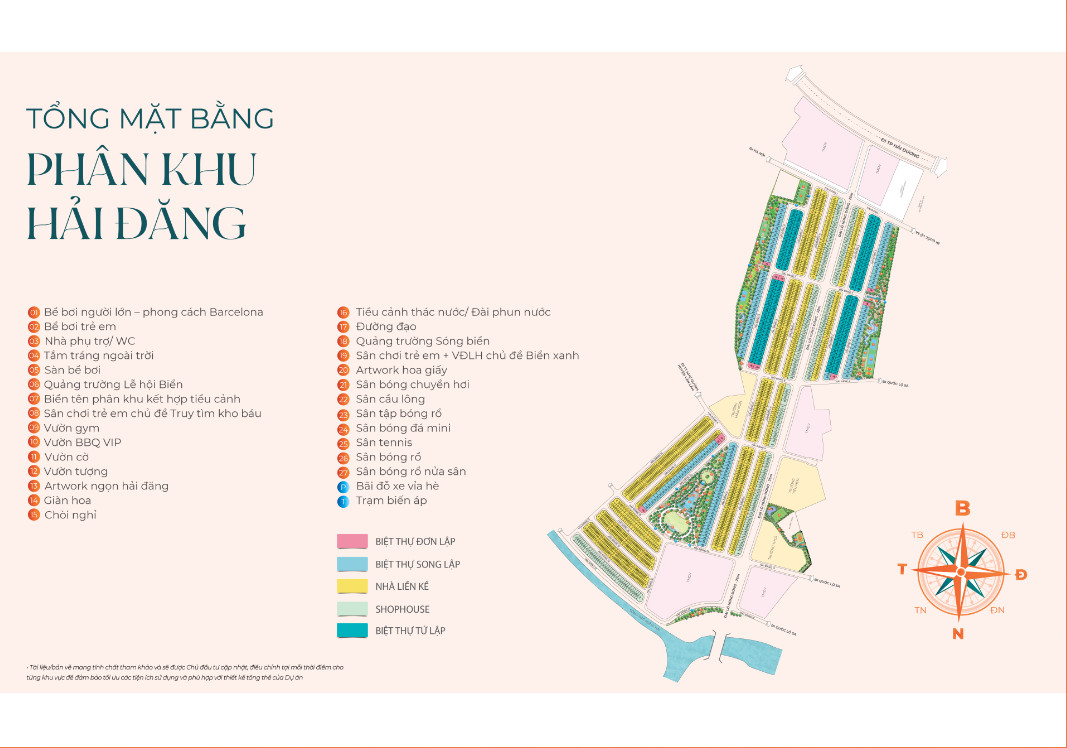 TỔNG MẶT BẰNG
PHÂN KHU
HẢI ĐĂNG
01 Bể bơi người lớn – phong cách Barcelona
02 Bể bơi trẻ em
03 Nhà phụ trợ/ WC
04 Tắm tráng ngoài trời
05 Sàn bể bơi
06 Quảng trường Lễ hội Biển
07 Biển tên phân khu kết hợp tiểu cảnh
08 Sân chơi trẻ em chủ đề Truy tìm kho báu
09 Vườn gym
10 Vườn BBQ VIP
11 Vườn cờ
12 Vườn tượng
13 Artwork ngọn hải đăng
14 Giàn hoa
15 Chòi nghỉ
16 Tiểu cảnh thác nước/ Đài phun nước
17 Đường dạo
18 Quảng trường Sóng biển
19 Sân chơi trẻ em + VĐLH chủ đề Biển xanh
20 Artwork hoa giấy
21 Sân bóng chuyền hơi
22 Sân cầu lông
23 Sân tập bóng rổ
24 Sân bóng đá mini
25 Sân tennis
26 Sân bóng rổ
27 Sân bóng rổ nửa sân
P Bãi đỗ xe vỉa hè
T Trạm biến áp
BIỆT THỰ ĐƠN LẬP
BIỆT THỰ SONG LẬP
NHÀ LIỀN KỀ
SHOPHOUSE
BIỆT THỰ TỨ LẬP
- Tài liệu/bản vẽ mang tính chất tham khảo và sẽ được Chủ đầu tư cập nhật, điều chỉnh tại mỗi thời điểm cho
từng khu vực để đảm bảo tối ưu các tiện ích sử dụng và phù hợp với thiết kế tổng thể của Dự án
ĐI TP HẢI DƯƠNG
ĐI HÀ NỘI
B
TB
ĐB
T
Đ
TN
ĐN
N